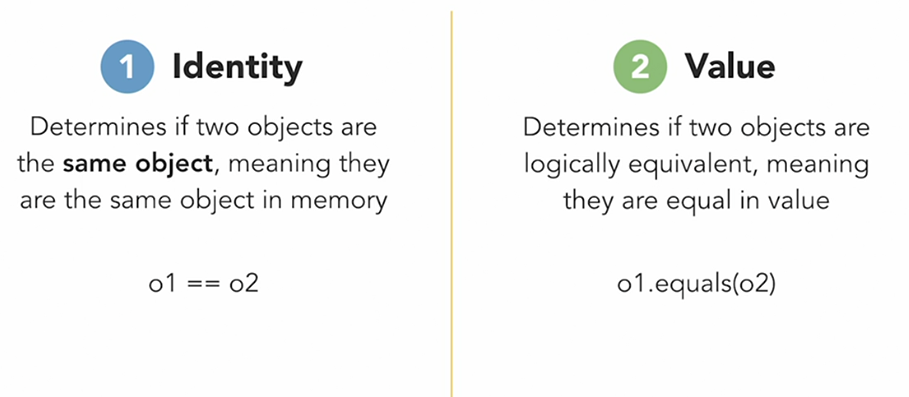 1 Identity
Determines if two objects are
the same object, meaning they
are the same object in memory
o1 == o2
2 Value
Determines if two objects are
logically equivalent, meaning
they are equal in value
o1.equals(o2)